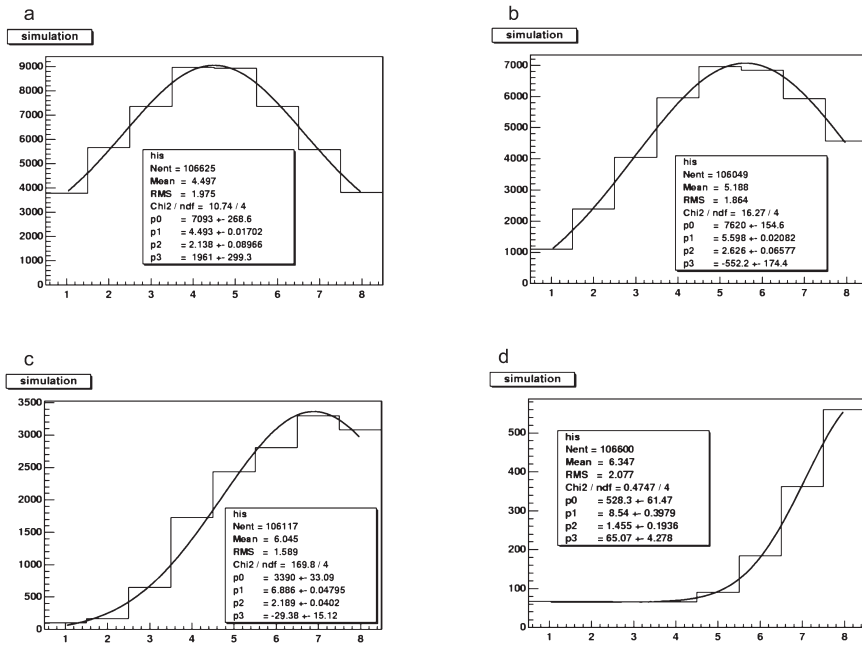 a
simulation
9000
8000
7000
6000
5000
4000
3000
2000
1000
0
his
Nent = 106625
Mean = 4.497
RMS = 1.975
Chi2 / ndf = 10.74 / 4
p0 = 7093 +- 268.6
p1 = 4.493 +- 0.01702
p2 = 2.138 +- 0.08966
p3 = 1961 +- 299.3
1 2 3 4 5 6 7 8
b
simulation
7000
6000
5000
4000
3000
2000
1000
0
his
Nent = 106049
Mean = 5.188
RMS = 1.864
Chi2 / ndf = 16.27 / 4
p0 = 7620 +- 154.6
p1 = 5.598 +- 0.02082
p2 = 2.626 +- 0.06577
p3 = -552.2 +- 174.4
1 2 3 4 5 6 7 8
c
simulation
3500
3000
2500
2000
1500
1000
500
0
his
Nent = 106117
Mean = 6.045
RMS = 1.589
Chi2 / ndf = 169.8 / 4
p0 = 3390 +- 33.09
p1 = 6.886 +- 0.04795
p2 = 2.189 +- 0.0402
p3 = -29.38 +- 15.12
1 2 3 4 5 6 7 8
d
simulation
500
400
300
200
100
0
his
Nent = 106600
Mean = 6.347
RMS = 2.077
Chi2 / ndf = 0.4747 / 4
p0 = 528.3 +- 61.47
p1 = 8.54 +- 0.3979
p2 = 1.455 +- 0.1936
p3 = 65.07 +- 4.278
1 2 3 4 5 6 7 8